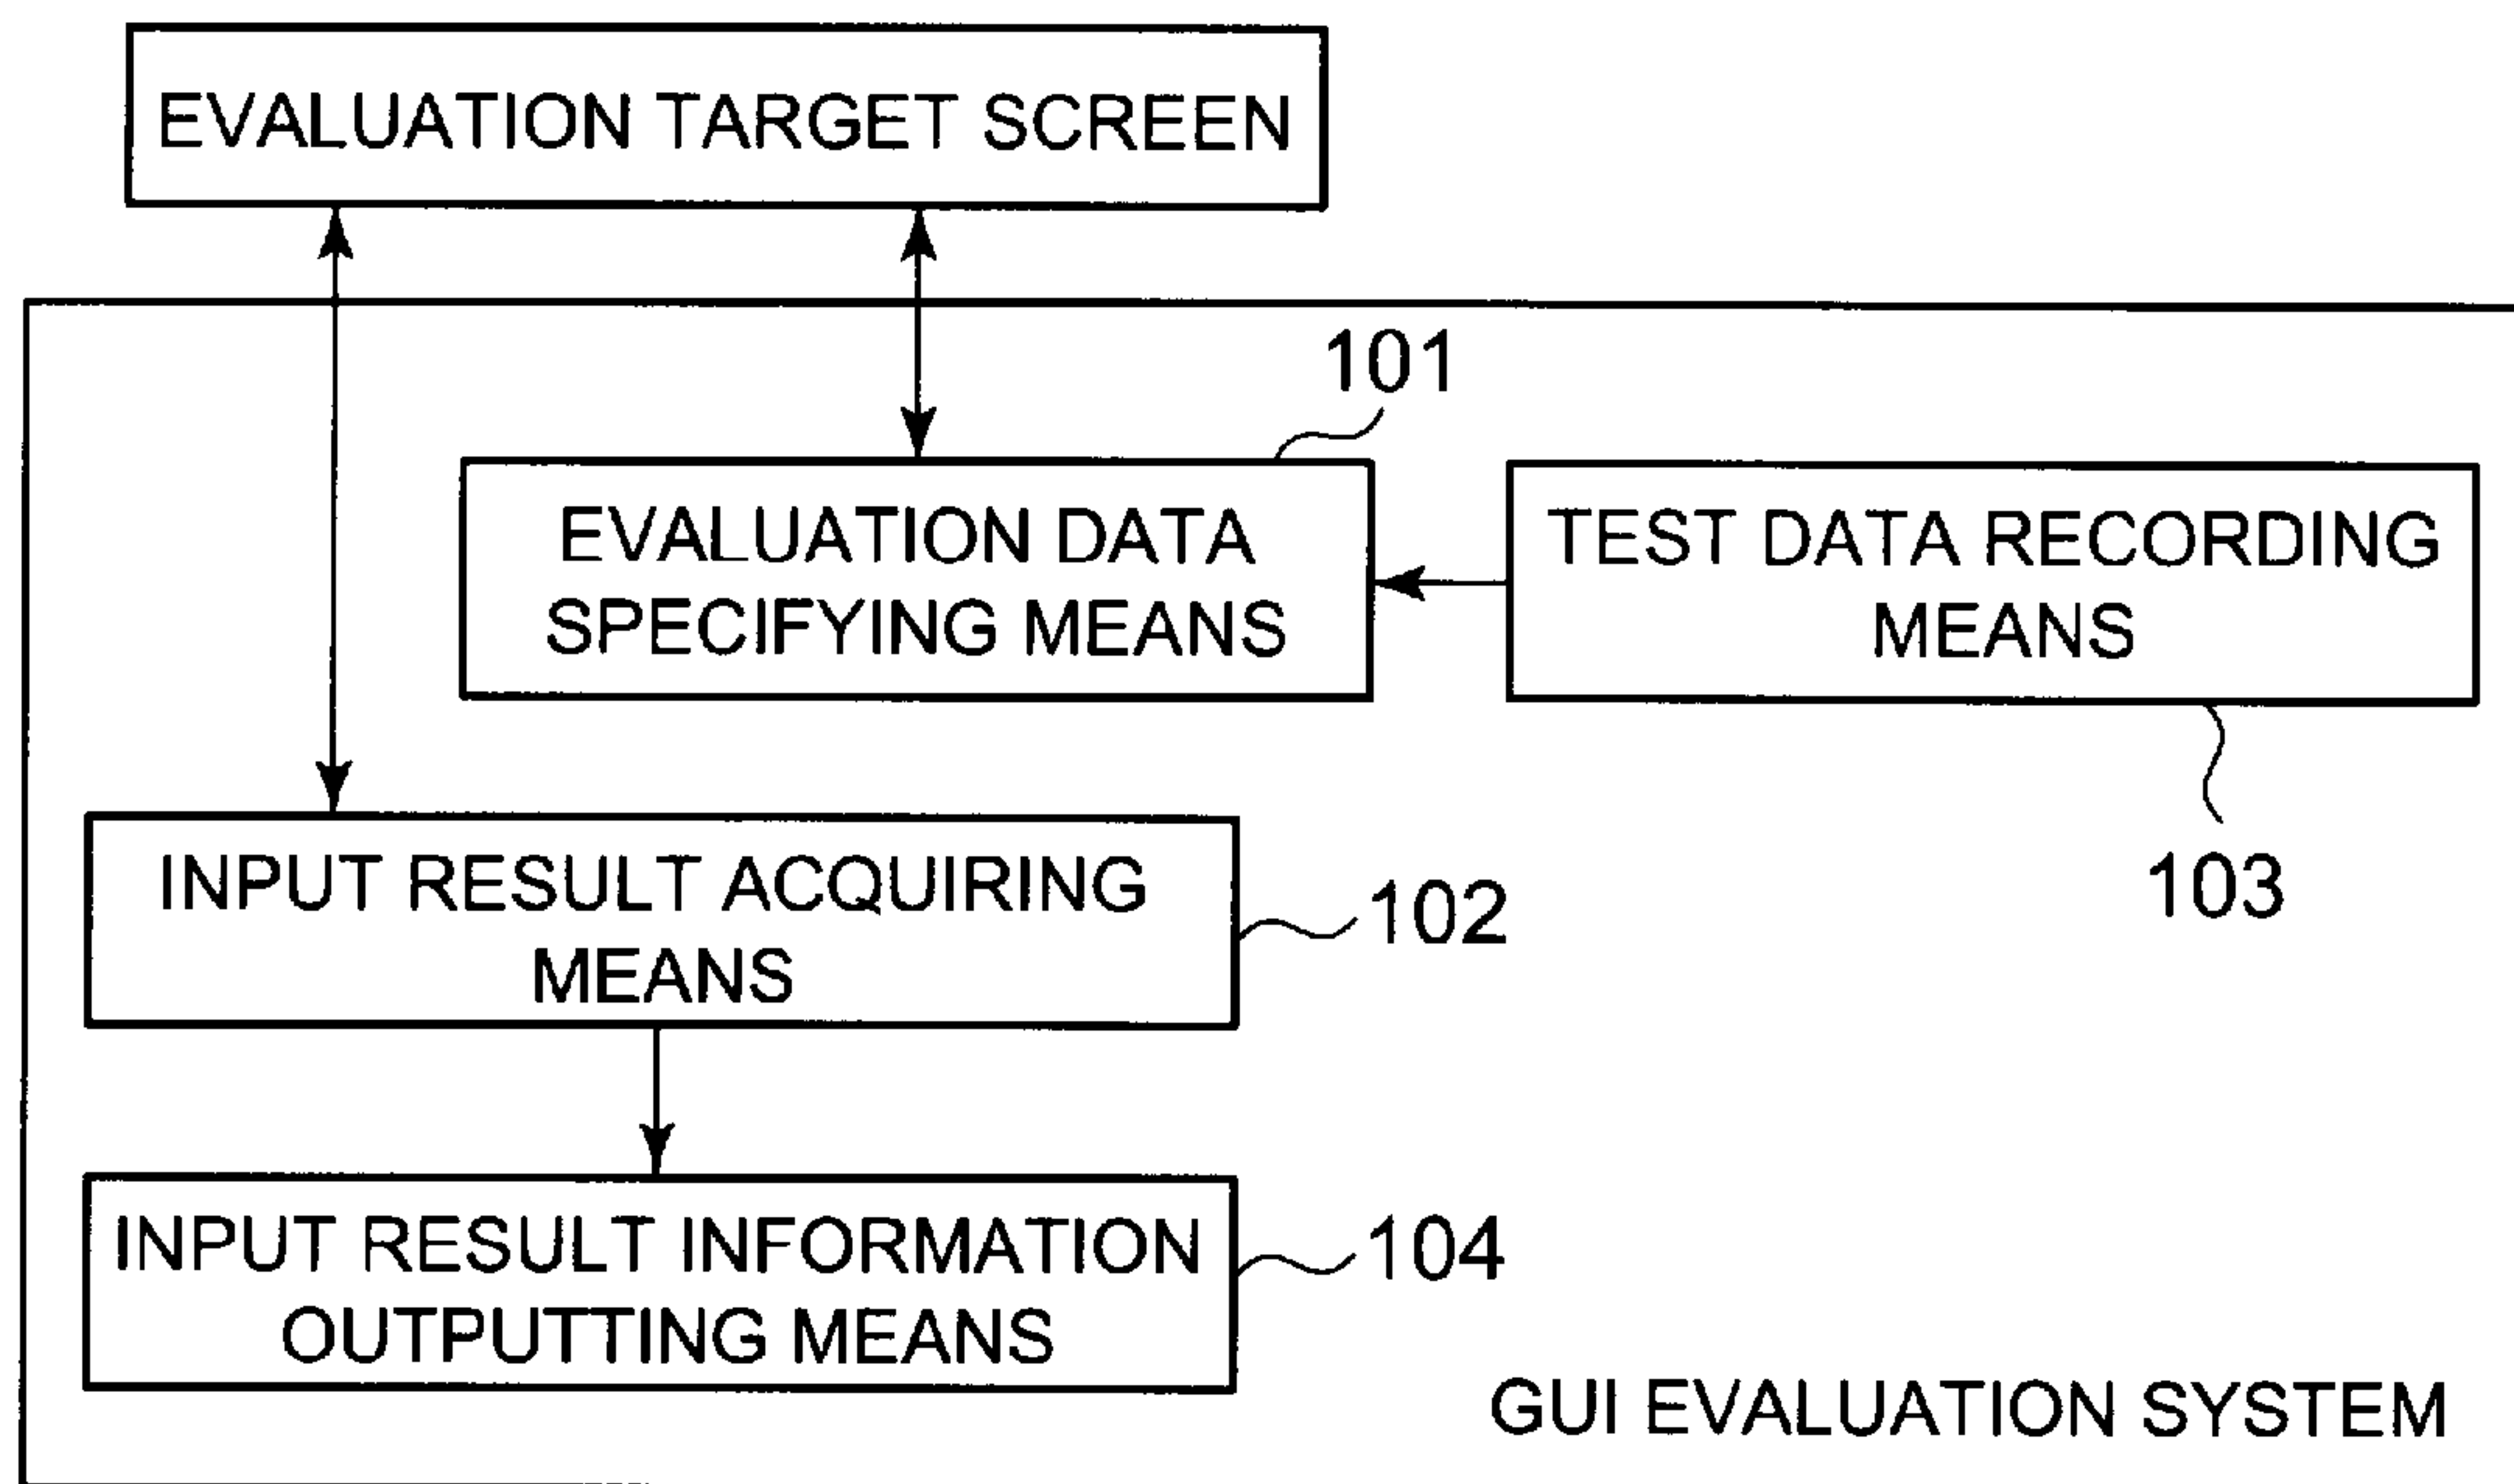 EVALUATION TARGET SCREEN
101
EVALUATION DATA
SPECIFYING MEANS
TEST DATA RECORDING
MEANS
103
INPUT RESULT ACQUIRING
MEANS
102
INPUT RESULT INFORMATION
OUTPUTTING MEANS
104
GUI EVALUATION SYSTEM